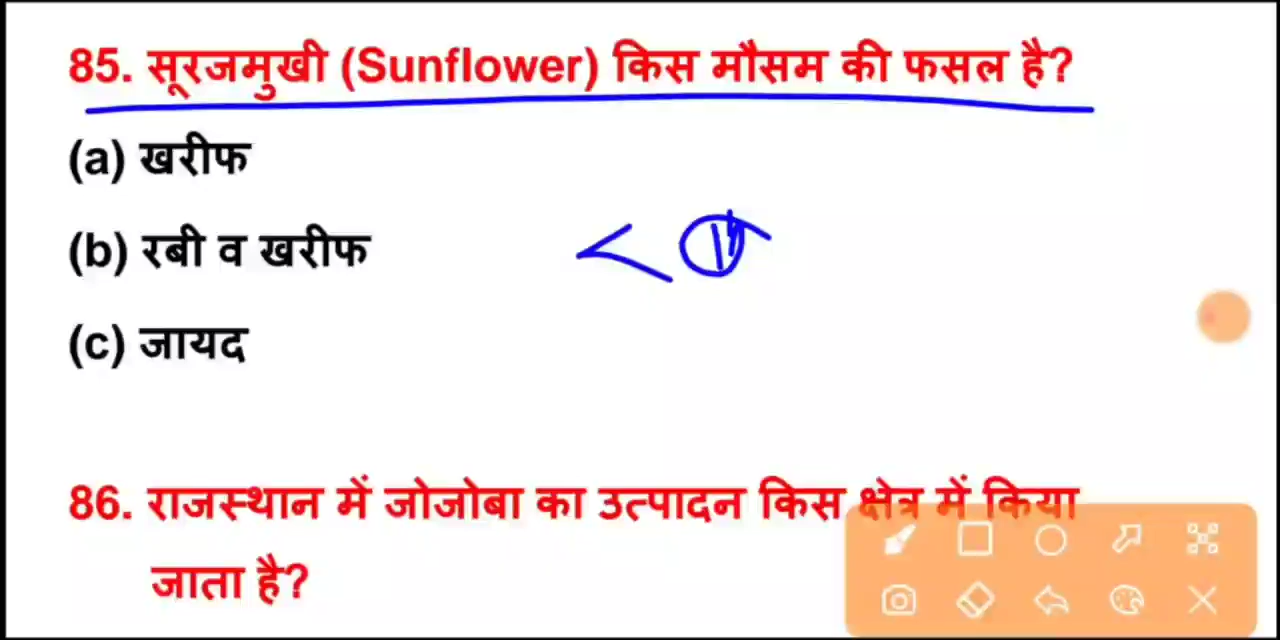 85. सूरजमुखी (Sunflower) किस मौसम की फसल है?
(a) खरीफ
(b) रबी व खरीफ
(c) जायद
86. राजस्थान में जोजोबा का उत्पादन किस क्षेत्र में किया
जाता है?